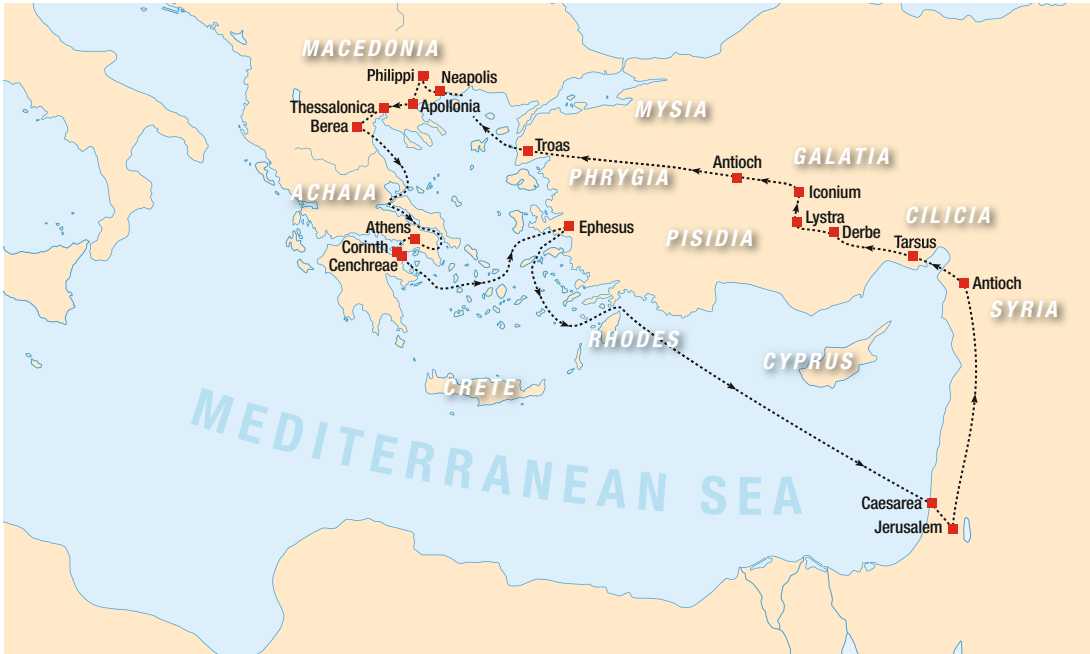 MACEDONIA
Philippi
Neapolis
Thessalonica
Apollonia
Berea
MYSIA
Troas
Antioch
GALATIA
PHRYGIA
Iconium
ACHAIA
Lystra
CILICIA
Athens
Ephesus
Derbe
PISIDIA
Tarsus
Corinth
Cenchreae
Antioch
SYRIA
RHODES
CYPRUS
CRETE
MEDITERRANEAN SEA
Caesarea
Jerusalem